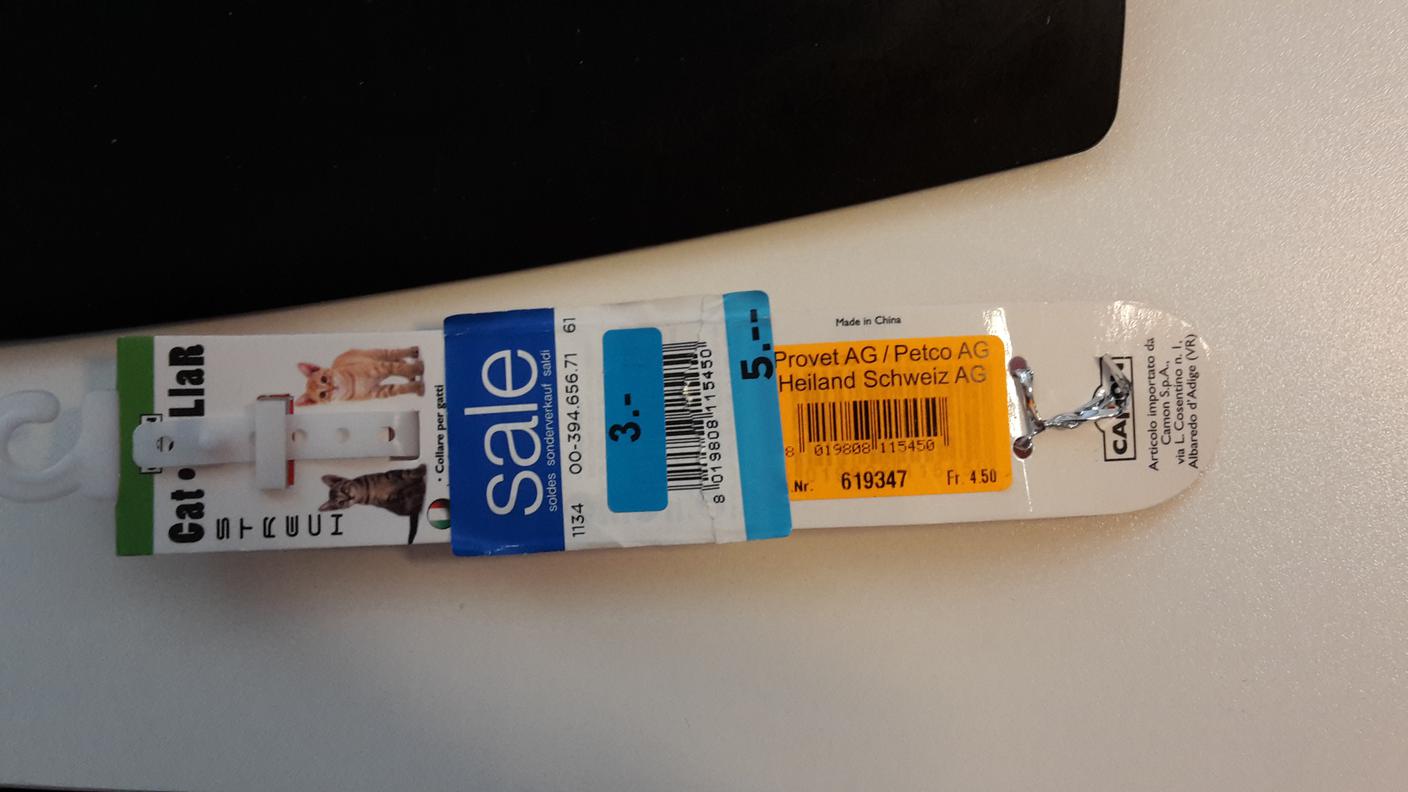 Cat • LlaR
STRECH
• Collare per gatti
sale
soldes sonderverkauf saldi
1134 00-394.656.71 61
3.-
8 019808 115450
5.--
Made in China
Provet AG / Petco AG
Heiland Schweiz AG
8 019808 115450
.Nr. 619347 Fr. 4.50
Articolo importato da
Camon S.p.A.,
via L. Cosentino n. 1,
Albaredo d'Adige (VR)